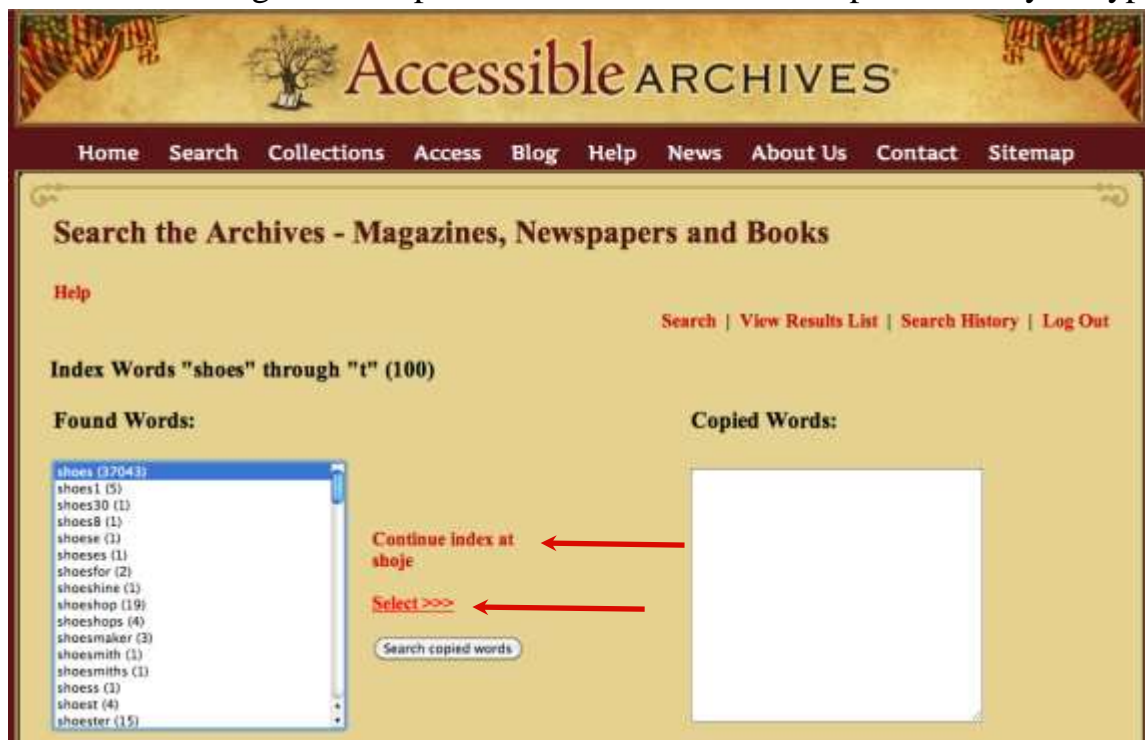 Accessible ARCHIVES
Home Search Collections Access Blog Help News About Us Contact Sitemap
Search the Archives - Magazines, Newspapers and Books
Help
Search | View Results List | Search History | Log Out
Index Words "shoes" through "t" (100)
Found Words:
Copied Words:
shoes (37043)
shoes1 (5)
shoes30 (1)
shoes8 (1)
shoese (1)
shoeses (1)
shoesfor (2)
shoeshine (1)
shoeshop (19)
shoeshops (4)
shoesmaker (3)
shoesmith (1)
shoesmiths (1)
shoess (1)
shoest (4)
shoester (15)
Continue index at
shoje
Select >>>
Search copied words